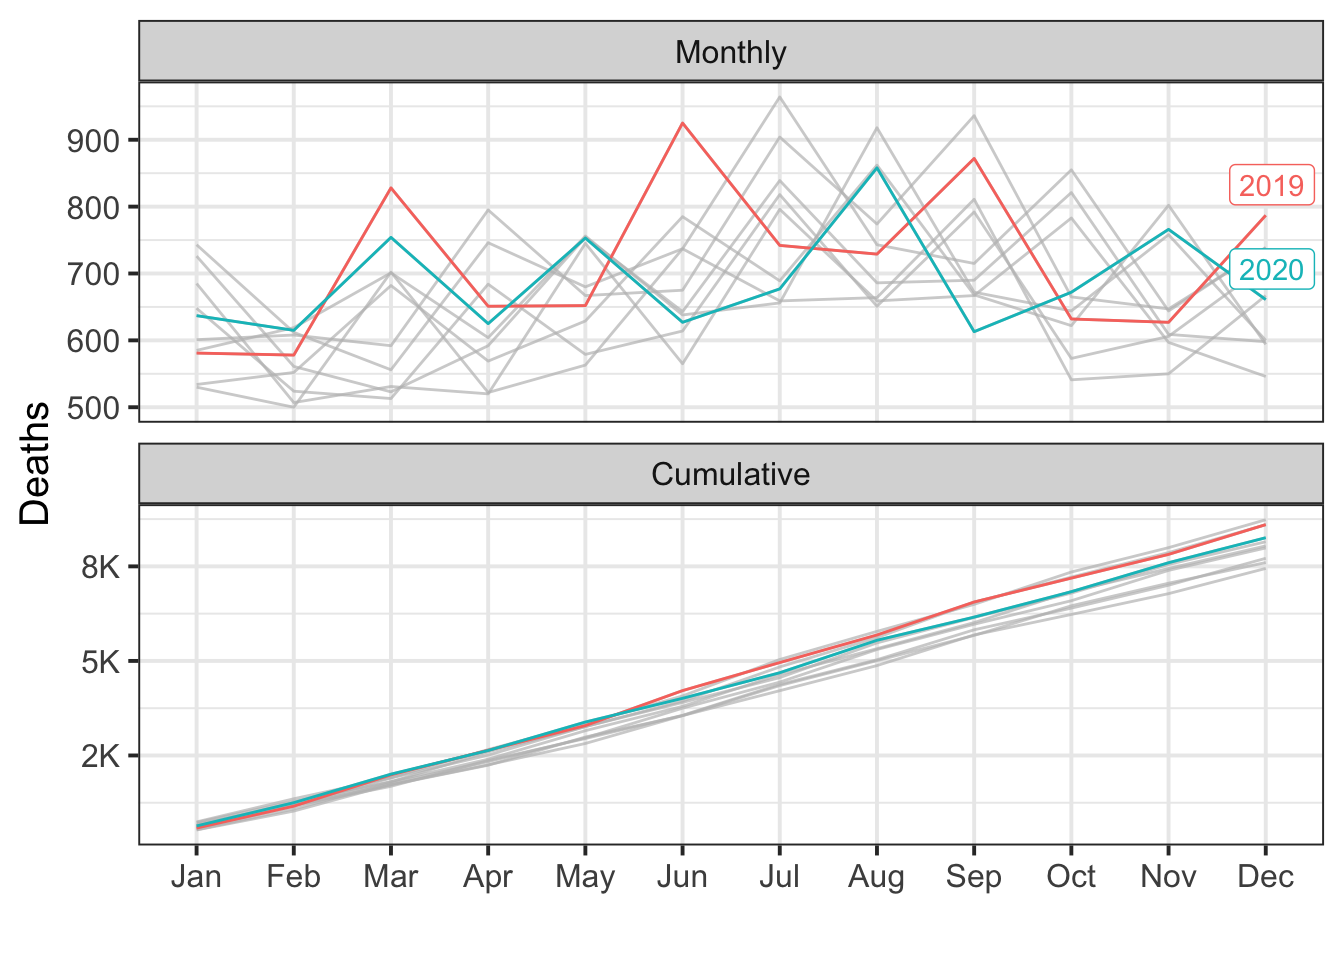 Monthly
900
800
700
600
500
2019
2020
Deaths
Cumulative
8K
5K
2K
Jan Feb Mar Apr May Jun Jul Aug Sep Oct Nov Dec